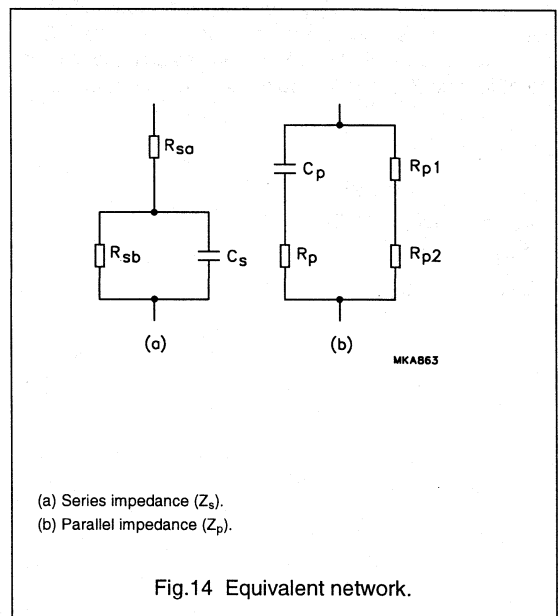 Rsa
Rsb
Cs
Cp
Rp1
Rp
Rp2
(a)
(b)
MKA863
(a) Series impedance (Zs).
(b) Parallel impedance (Zp).
Fig.14 Equivalent network.